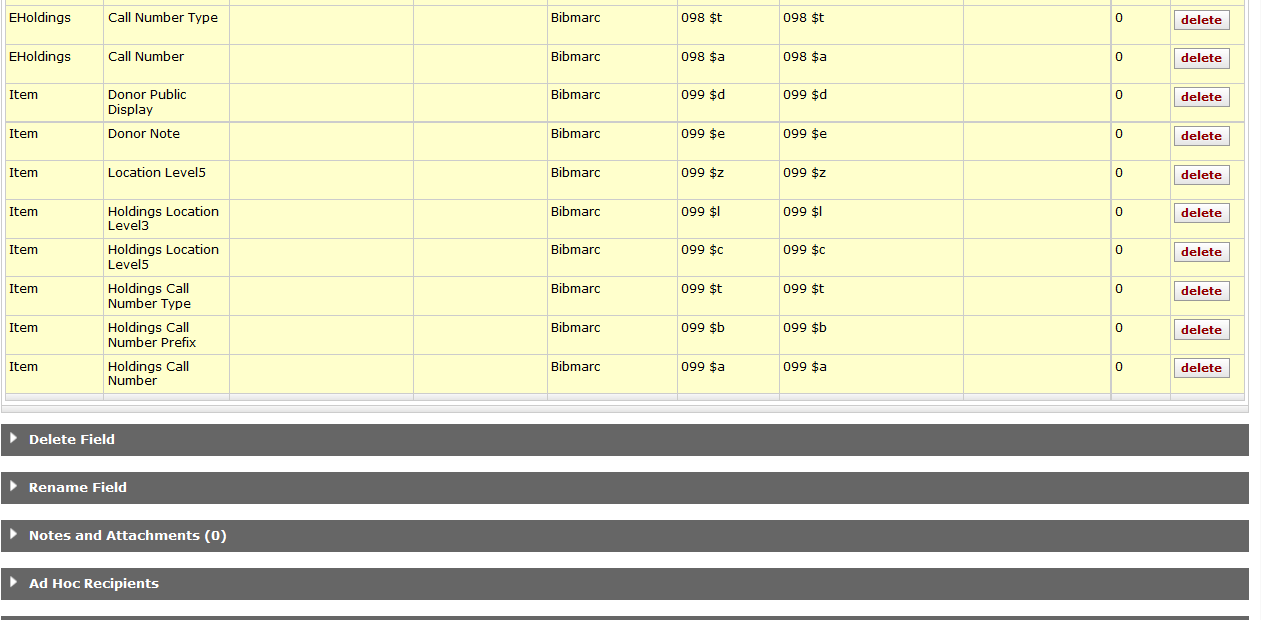 EHoldings Call Number Type Bibmarc 098 $t 098 $t 0 delete
EHoldings Call Number Bibmarc 098 $a 098 $a 0 delete
Item Donor Public Bibmarc 099 $d 099 $d 0 delete
Display
Item Donor Note Bibmarc 099 $e 099 $e 0 delete
Item Location Level5 Bibmarc 099 $z 099 $z 0 delete
Item Holdings Location Bibmarc 099 $l 099 $l 0 delete
Level3
Item Holdings Location Bibmarc 099 $c 099 $c 0 delete
Level5
Item Holdings Call Bibmarc 099 $t 099 $t 0 delete
Number Type
Item Holdings Call Bibmarc 099 $b 099 $b 0 delete
Number Prefix
Item Holdings Call Bibmarc 099 $a 099 $a 0 delete
Number
Delete Field
Rename Field
Notes and Attachments (0)
Ad Hoc Recipients